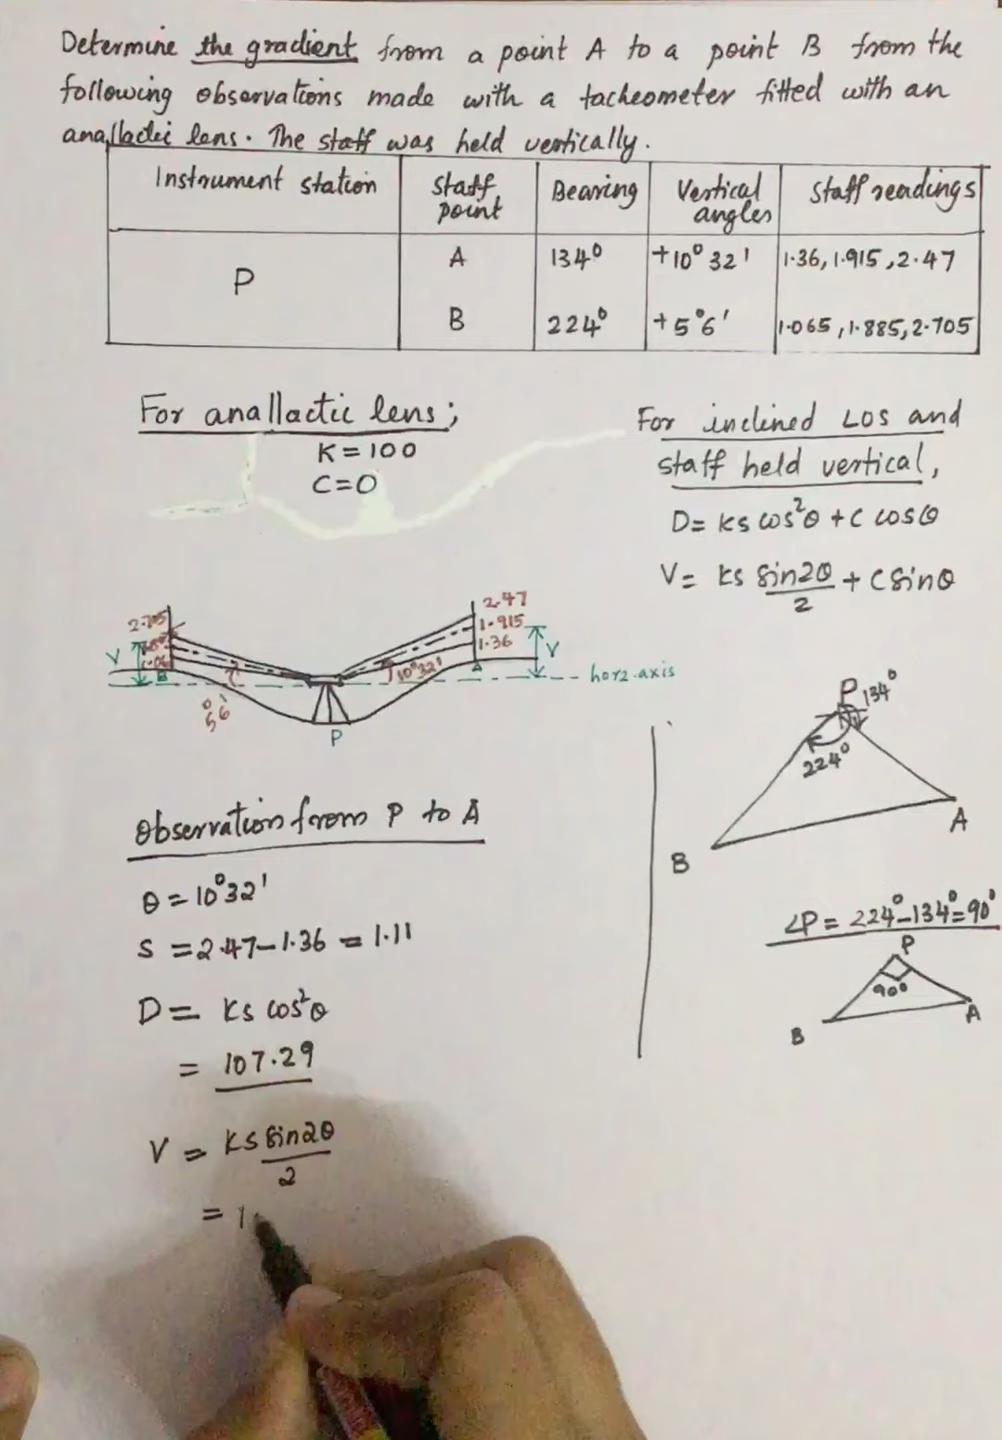 Determine the gradient from a point A to a point B from the
following observations made with a tacheometer fitted with an
anallactic lens. The staff was held vertically.
Instrument station Staff point Bearing Vertical angles Staff readings
P A 134° +10°32' 1.36, 1.915, 2.47
B 224° +5°6' 1.065, 1.885, 2.705
For anallactic lens;
K = 100
C = 0
For inclined LOS and
staff held vertical,
D = Ks cos²θ + C cosθ
V = Ks sin2θ/2 + C sinθ
2.705
V
B
5°6'
2.47
1.915
1.36
10°32'
A
V
horz.axis
P
P
134°
224°
B
A
∠P = 224° - 134° = 90°
P
90°
B
A
Observation from P to A
θ = 10°32'
S = 2.47 - 1.36 = 1.11
D = Ks cos²θ
= 107.29
V = Ks sin2θ
2
= 1